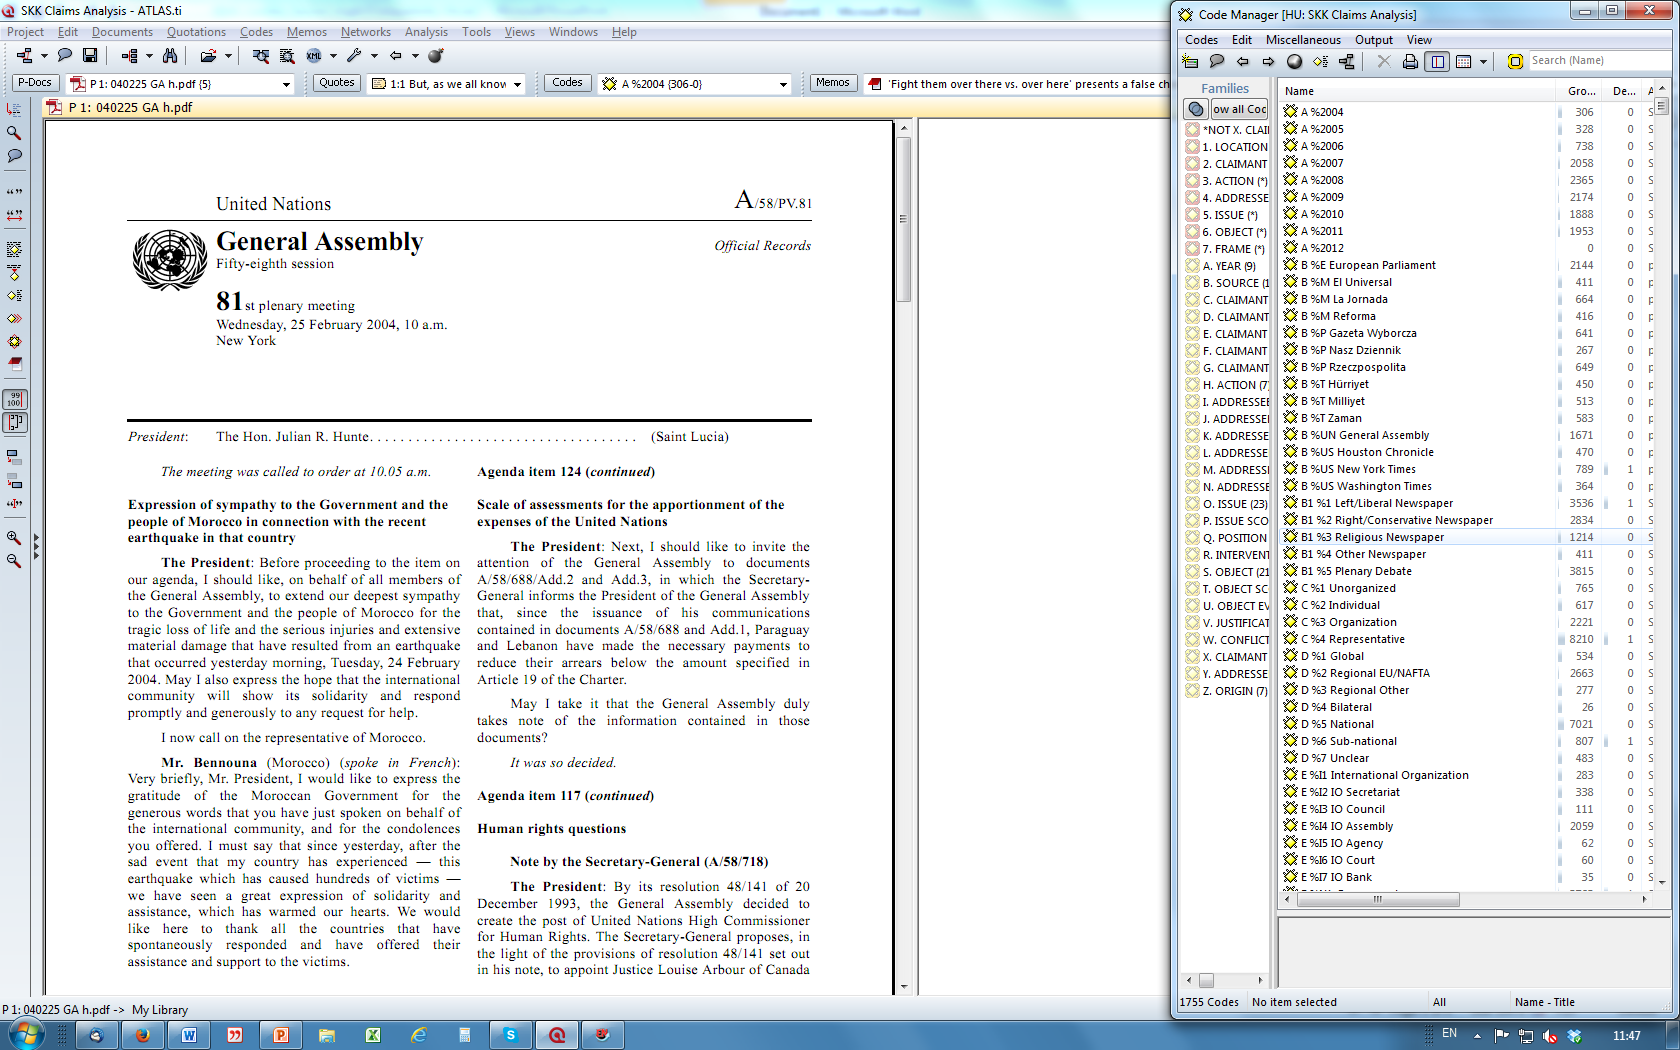 SKK Claims Analysis - ATLAS.ti
Project Edit Documents Quotations Codes Memos Networks Analysis Tools Views Windows Help
P-Docs P 1: 040225 GA h.pdf {5} Quotes 1:1 But, as we all know Codes A %2004 {306-0} Memos 'Fight them over there vs. over here' presents a false ch
P 1: 040225 GA h.pdf
United Nations A/58/PV.81
General Assembly Official Records
Fifty-eighth session
81st plenary meeting
Wednesday, 25 February 2004, 10 a.m.
New York
President: The Hon. Julian R. Hunte. . . . . . . . . . . . . . . . . . . . . . . . . . . . . . . . . . . (Saint Lucia)
The meeting was called to order at 10.05 a.m.
Expression of sympathy to the Government and the
people of Morocco in connection with the recent
earthquake in that country
The President: Before proceeding to the item on
our agenda, I should like, on behalf of all members of
the General Assembly, to extend our deepest sympathy
to the Government and the people of Morocco for the
tragic loss of life and the serious injuries and extensive
material damage that have resulted from an earthquake
that occurred yesterday morning, Tuesday, 24 February
2004. May I also express the hope that the international
community will show its solidarity and respond
promptly and generously to any request for help.
I now call on the representative of Morocco.
Mr. Bennouna (Morocco) (spoke in French):
Very briefly, Mr. President, I would like to express the
gratitude of the Moroccan Government for the
generous words that you have just spoken on behalf of
the international community, and for the condolences
you offered. I must say that since yesterday, after the
sad event that my country has experienced — this
earthquake which has caused hundreds of victims —
we have seen a great expression of solidarity and
assistance, which has warmed our hearts. We would
like here to thank all the countries that have
spontaneously responded and have offered their
assistance and support to the victims.
Agenda item 124 (continued)
Scale of assessments for the apportionment of the
expenses of the United Nations
The President: Next, I should like to invite the
attention of the General Assembly to documents
A/58/688/Add.2 and Add.3, in which the Secretary-
General informs the President of the General Assembly
that, since the issuance of his communications
contained in documents A/58/688 and Add.1, Paraguay
and Lebanon have made the necessary payments to
reduce their arrears below the amount specified in
Article 19 of the Charter.
May I take it that the General Assembly duly
takes note of the information contained in those
documents?
It was so decided.
Agenda item 117 (continued)
Human rights questions
Note by the Secretary-General (A/58/718)
The President: By its resolution 48/141 of 20
December 1993, the General Assembly decided to
create the post of United Nations High Commissioner
for Human Rights. The Secretary-General proposes, in
the light of the provisions of resolution 48/141 set out
in his note, to appoint Justice Louise Arbour of Canada
P 1: 040225 GA h.pdf -> My Library
Code Manager [HU: SKK Claims Analysis]
Codes Edit Miscellaneous Output View
Search (Name)
Families
ow all Cod
*NOT X. CLAI
1. LOCATION
2. CLAIMANT
3. ACTION (*)
4. ADDRESSE
5. ISSUE (*)
6. OBJECT (*)
7. FRAME (*)
A. YEAR (9)
B. SOURCE (1
C. CLAIMANT
D. CLAIMANT
E. CLAIMANT
F. CLAIMANT
G. CLAIMANT
H. ACTION (7)
I. ADDRESSEE
J. ADDRESSE
K. ADDRESSE
L. ADDRESSE
M. ADDRESSE
N. ADDRESSE
O. ISSUE (23)
P. ISSUE SCO
Q. POSITION
R. INTERVENT
S. OBJECT (21
T. OBJECT SC
U. OBJECT EV
V. JUSTIFICAT
W. CONFLICT
X. CLAIMANT
Y. ADDRESSE
Z. ORIGIN (7)
Name Gro... De... A
A %2004 306 0 S
A %2005 328 0 S
A %2006 738 0 S
A %2007 2058 0 S
A %2008 2365 0 S
A %2009 2174 0 S
A %2010 1888 0 S
A %2011 1953 0 S
A %2012 0 0 S
B %E European Parliament 2144 0 p
B %M El Universal 411 0 S
B %M La Jornada 664 0 S
B %M Reforma 416 0 S
B %P Gazeta Wyborcza 641 0 p
B %P Nasz Dziennik 267 0 p
B %P Rzeczpospolita 649 0 p
B %T Hürriyet 450 0 p
B %T Milliyet 513 0 p
B %T Zaman 583 0 p
B %UN General Assembly 1671 0 p
B %US Houston Chronicle 470 0 p
B %US New York Times 789 1 p
B %US Washington Times 364 0 p
B1 %1 Left/Liberal Newspaper 3536 1 S
B1 %2 Right/Conservative Newspaper 2834 0 S
B1 %3 Religious Newspaper 1214 0 S
B1 %4 Other Newspaper 411 0 S
B1 %5 Plenary Debate 3815 0 S
C %1 Unorganized 765 0 S
C %2 Individual 617 0 S
C %3 Organization 2221 0 S
C %4 Representative 8210 1 S
D %1 Global 534 0 S
D %2 Regional EU/NAFTA 2663 0 S
D %3 Regional Other 277 0 S
D %4 Bilateral 26 0 S
D %5 National 7021 0 S
D %6 Sub-national 807 1 S
D %7 Unclear 483 0 S
E %I1 International Organization 283 0 S
E %I2 IO Secretariat 338 0 S
E %I3 IO Council 111 0 S
E %I4 IO Assembly 2059 0 S
E %I5 IO Agency 62 0 S
E %I6 IO Court 60 0 S
E %I7 IO Bank 35 0 S
1755 Codes No item selected All Name - Title
EN 11:47